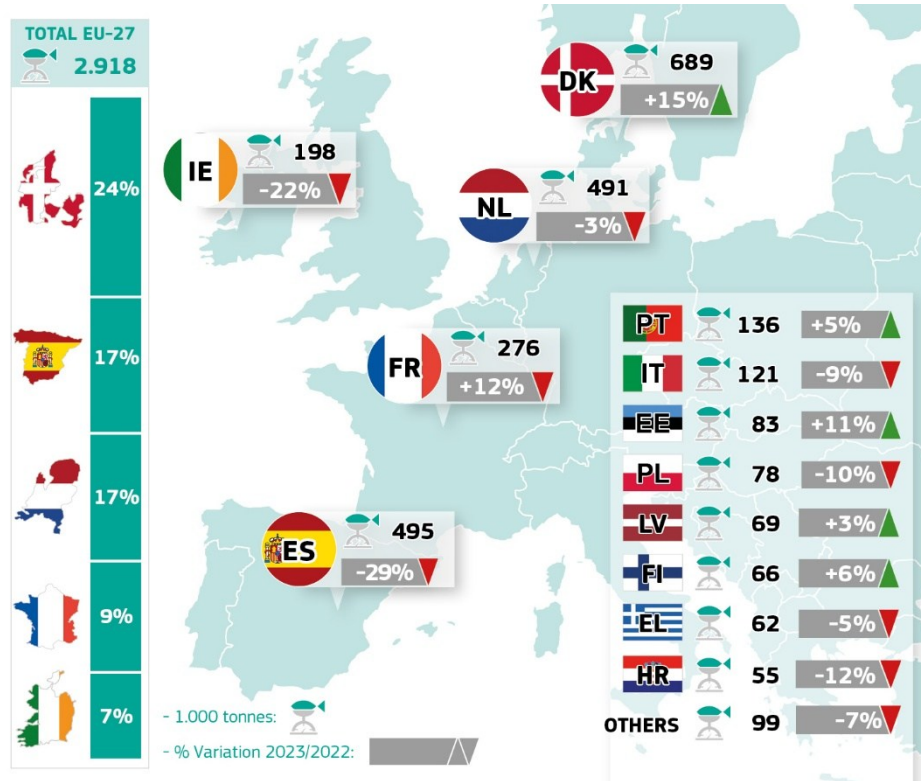 TOTAL EU-27
2.918
24%
17%
17%
9%
7%
DK
689
+15%
IE
198
-22%
NL
491
-3%
FR
276
+12%
ES
495
-29%
PT 136 +5%
IT 121 -9%
EE 83 +11%
PL 78 -10%
LV 69 +3%
FI 66 +6%
EL 62 -5%
HR 55 -12%
OTHERS 99 -7%
- 1.000 tonnes:
- % Variation 2023/2022: